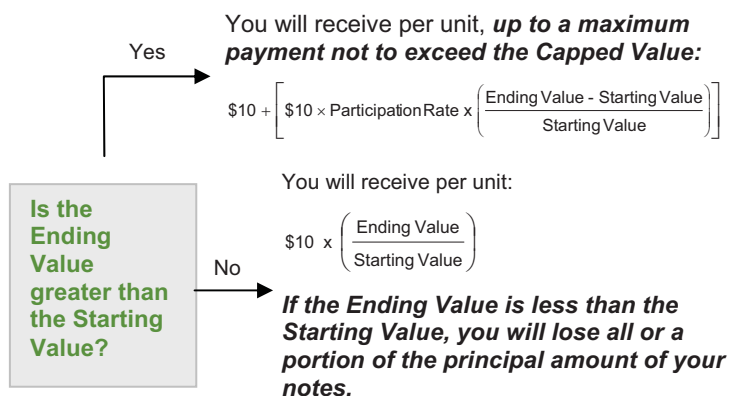 You will receive per unit, up to a maximum
payment not to exceed the Capped Value:
Yes
$10 + [ $10 × Participation Rate x ( Ending Value - Starting Value / Starting Value ) ]
Is the
Ending
Value
greater than
the Starting
Value?
No
You will receive per unit:
$10 x ( Ending Value / Starting Value )
If the Ending Value is less than the
Starting Value, you will lose all or a
portion of the principal amount of your
notes.